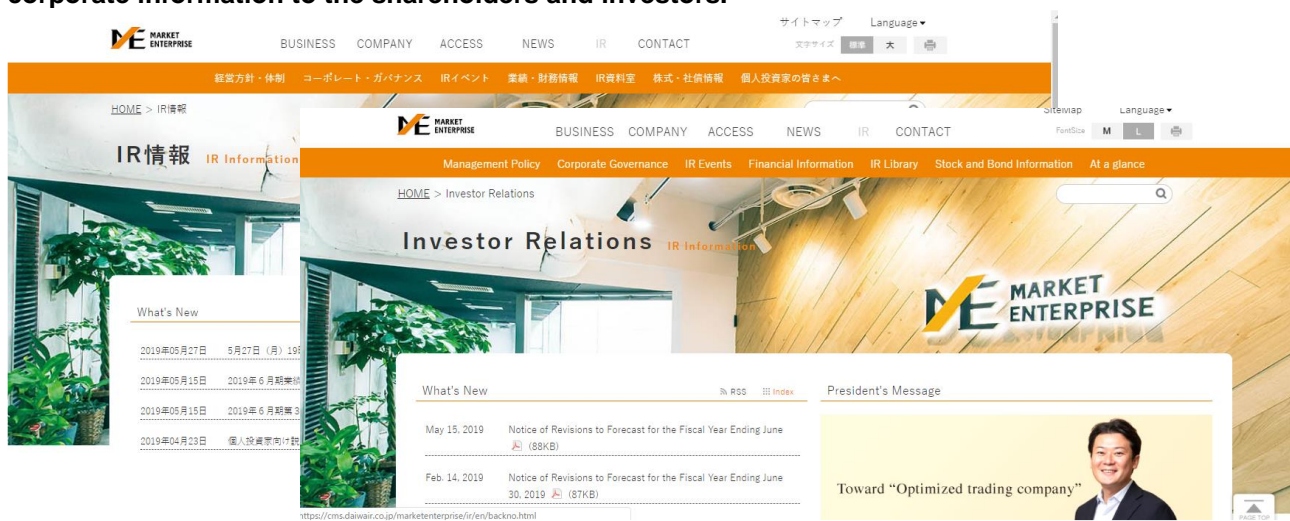 corporate information to the shareholders and investors.
サイトマップ Language▾
MARKET
ENTERPRISE
BUSINESS COMPANY ACCESS NEWS IR CONTACT
文字サイズ 標準 大
経営方針・体制 コーポレート・ガバナンス IRイベント 業績・財務情報 IR資料室 株式・社債情報 個人投資家の皆さまへ
HOME > IR情報
IR情報 IR Information
What's New
2019年05月27日 5月27日（月）19
2019年05月15日 2019年6月期業績
2019年05月15日 2019年6月期第3
2019年04月23日 個人投資家向け説
SiteMap Language▾
MARKET
ENTERPRISE
BUSINESS COMPANY ACCESS NEWS IR CONTACT
FontSize M L
Management Policy Corporate Governance IR Events Financial Information IR Library Stock and Bond Information At a glance
HOME > Investor Relations
Investor Relations IR Information
MARKET
ENTERPRISE
What's New RSS Index
May 15, 2019 Notice of Revisions to Forecast for the Fiscal Year Ending June
(88KB)
Feb. 14, 2019 Notice of Revisions to Forecast for the Fiscal Year Ending June
30, 2019 (87KB)
President's Message
Toward “Optimized trading company”
https://cms.daiwair.co.jp/marketenterprise/ir/en/backno.html
PAGE TOP